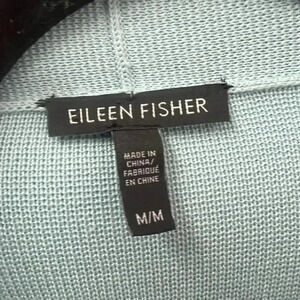 EILEEN FISHER
MADE IN
CHINA/
FABRIQUÉ
EN CHINE
M/M